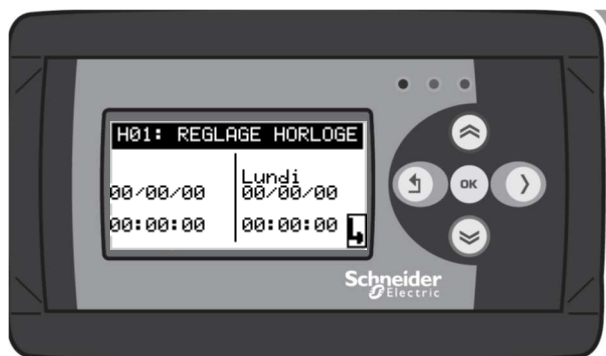 H01: REGLAGE HORLOGE
Lundi
00/00/00 00/00/00
00:00:00 00:00:00
OK
Schneider
Electric